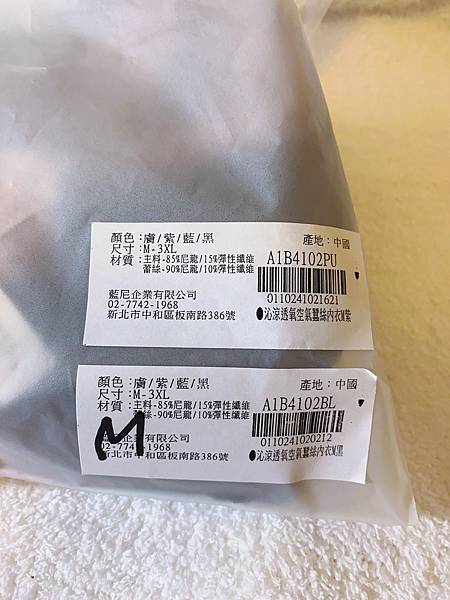 顏色：膚/紫/藍/黑
產地：中國
尺寸：M-3XL
材質：主料-85%尼龍/15%彈性纖維
蕾絲-90%尼龍/10%彈性纖維
A1B4102PU
藍尼企業有限公司
02-7742-1968
新北市中和區板南路386號
0110241021621
●沁涼透氧空氣蠶絲內衣M紫
顏色：膚/紫/藍/黑
產地：中國
尺寸：M-3XL
材質：主料-85%尼龍/15%彈性纖維
絲-90%尼龍/10%彈性纖維
A1B4102BL
M
尼企業有限公司
02-774 -1968
新北市中和區板南路386號
0110241020212
●沁涼透氧空氣蠶絲內衣M黑